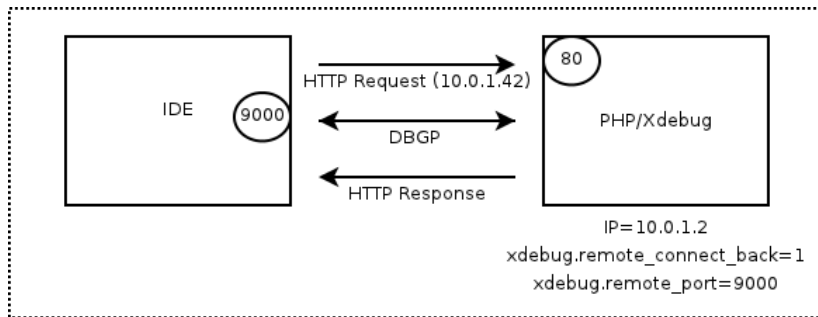 80
HTTP Request (10.0.1.42)
IDE
9000
PHP/Xdebug
DBGP
HTTP Response
IP=10.0.1.2
xdebug.remote_connect_back=1
xdebug.remote_port=9000